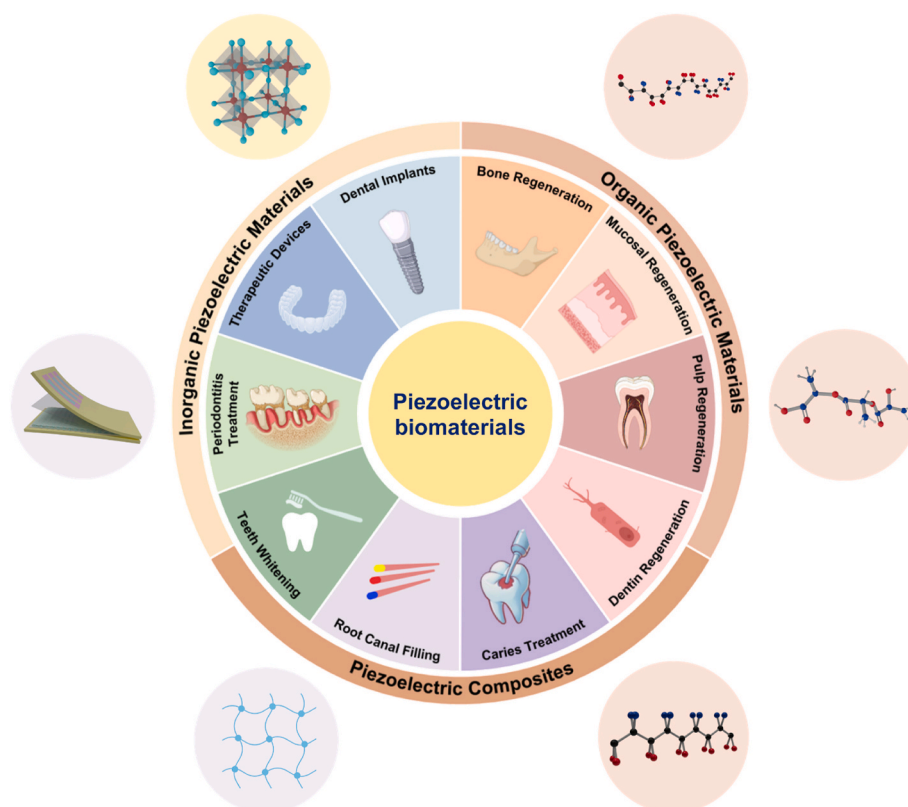 Inorganic Piezoelectric Materials
Organic Piezoelectric Materials
Piezoelectric Composites
Dental Implants
Bone Regeneration
Mucosal Regeneration
Pulp Regeneration
Dentin Regeneration
Caries Treatment
Root Canal Filling
Teeth Whitening
Periodontitis
Treatment
Therapeutic Devices
Piezoelectric
biomaterials